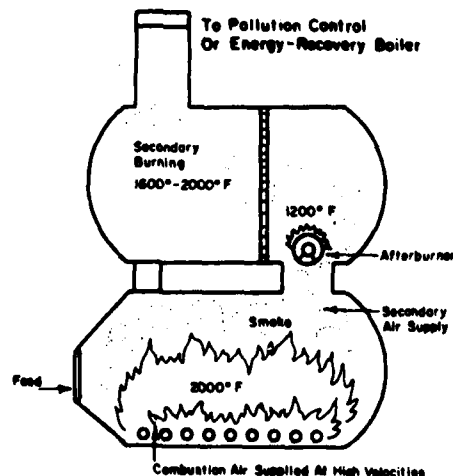 To Pollution Control
Or Energy-Recovery Boiler
Secondary
Burning
1600°-2000° F
1200° F
Afterburner
Secondary
Air Supply
Smoke
Feed
2000° F
Combustion Air Supplied At High Velocities